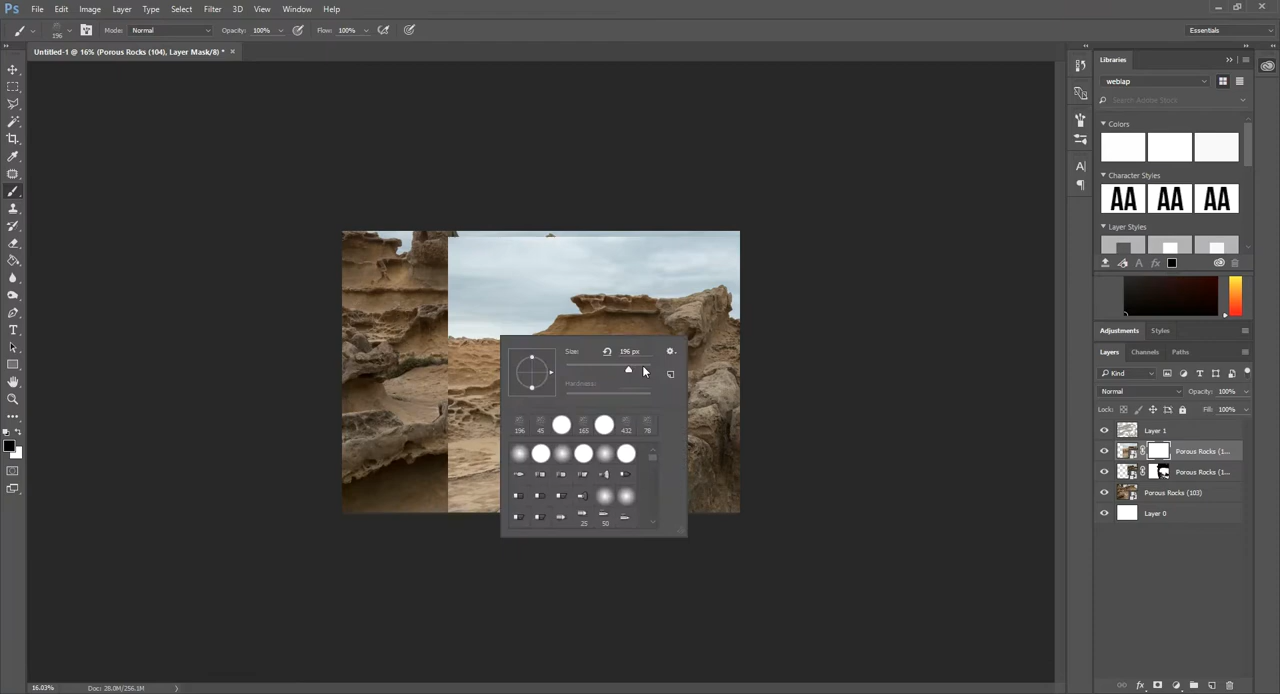 Ps File Edit Image Layer Type Select Filter 3D View Window Help
196 Mode: Normal Opacity: 100% Flow: 100% Essentials
Untitled-1 @ 16% (Porous Rocks (104), Layer Mask/8) * ×
Libraries
webiap
Search Adobe Stock
Colors
Character Styles
AA AA AA
Layer Styles
Adjustments Styles
Layers Channels Paths
Kind
Normal Opacity: 100%
Lock: Fill: 100%
Layer 1
Porous Rocks (1...
Porous Rocks (1...
Porous Rocks (103)
Layer 0
Size: 196 px
Hardness:
196 45 165 432 78
25 50
16.03% Doc: 28.0M/256.1M